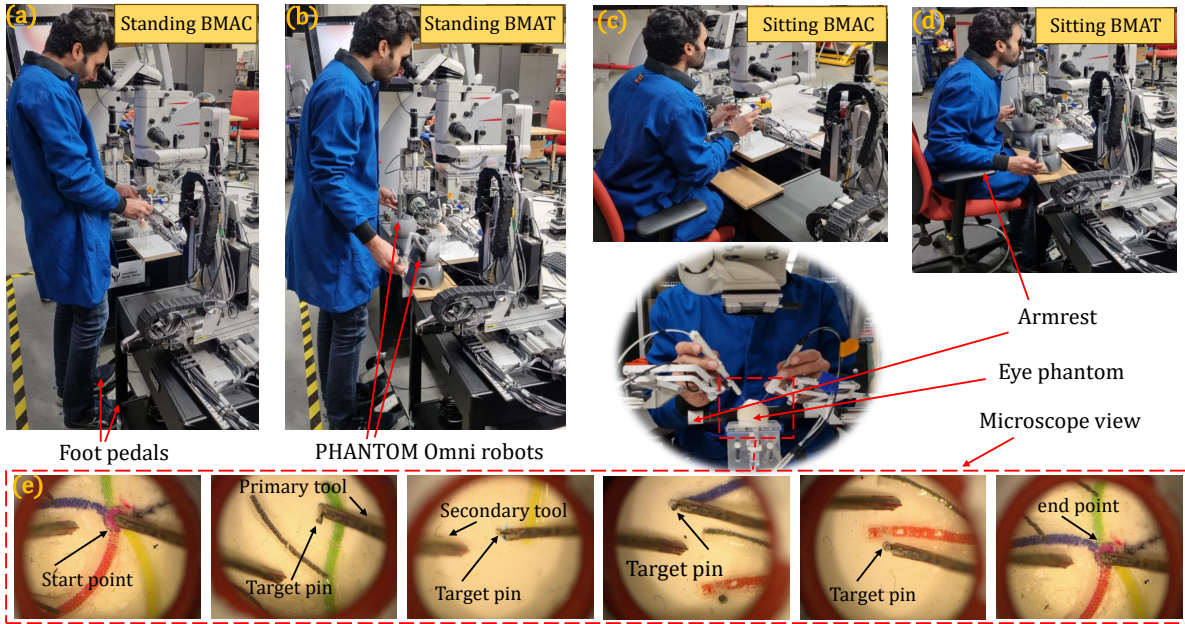 (a)
Standing BMAC
(b)
Standing BMAT
(c)
Sitting BMAC
(d)
Sitting BMAT
Armrest
Eye phantom
Microscope view
Foot pedals
PHANTOM Omni robots
(e)
Start point
Primary tool
Target pin
Secondary tool
Target pin
Target pin
Target pin
end point